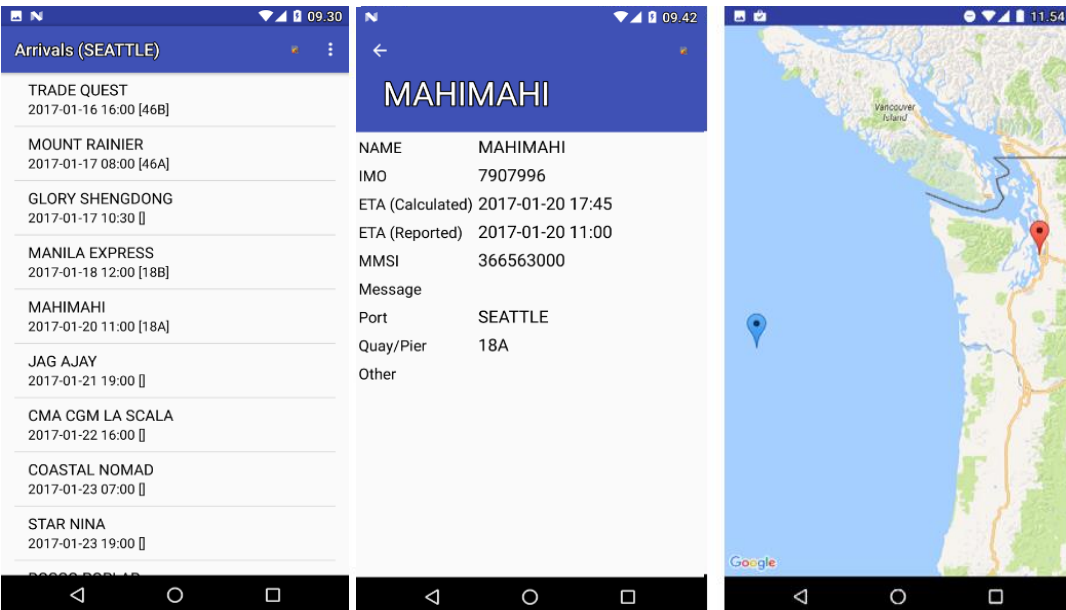 09.30
Arrivals (SEATTLE)
TRADE QUEST
2017-01-16 16:00 [46B]
MOUNT RAINIER
2017-01-17 08:00 [46A]
GLORY SHENGDONG
2017-01-17 10:30 []
MANILA EXPRESS
2017-01-18 12:00 [18B]
MAHIMAHI
2017-01-20 11:00 [18A]
JAG AJAY
2017-01-21 19:00 []
CMA CGM LA SCALA
2017-01-22 16:00 []
COASTAL NOMAD
2017-01-23 07:00 []
STAR NINA
2017-01-23 19:00 []
09.42
MAHIMAHI
NAME MAHIMAHI
IMO 7907996
ETA (Calculated) 2017-01-20 17:45
ETA (Reported) 2017-01-20 11:00
MMSI 366563000
Message
Port SEATTLE
Quay/Pier 18A
Other
11.54
Vancouver
Island
Google